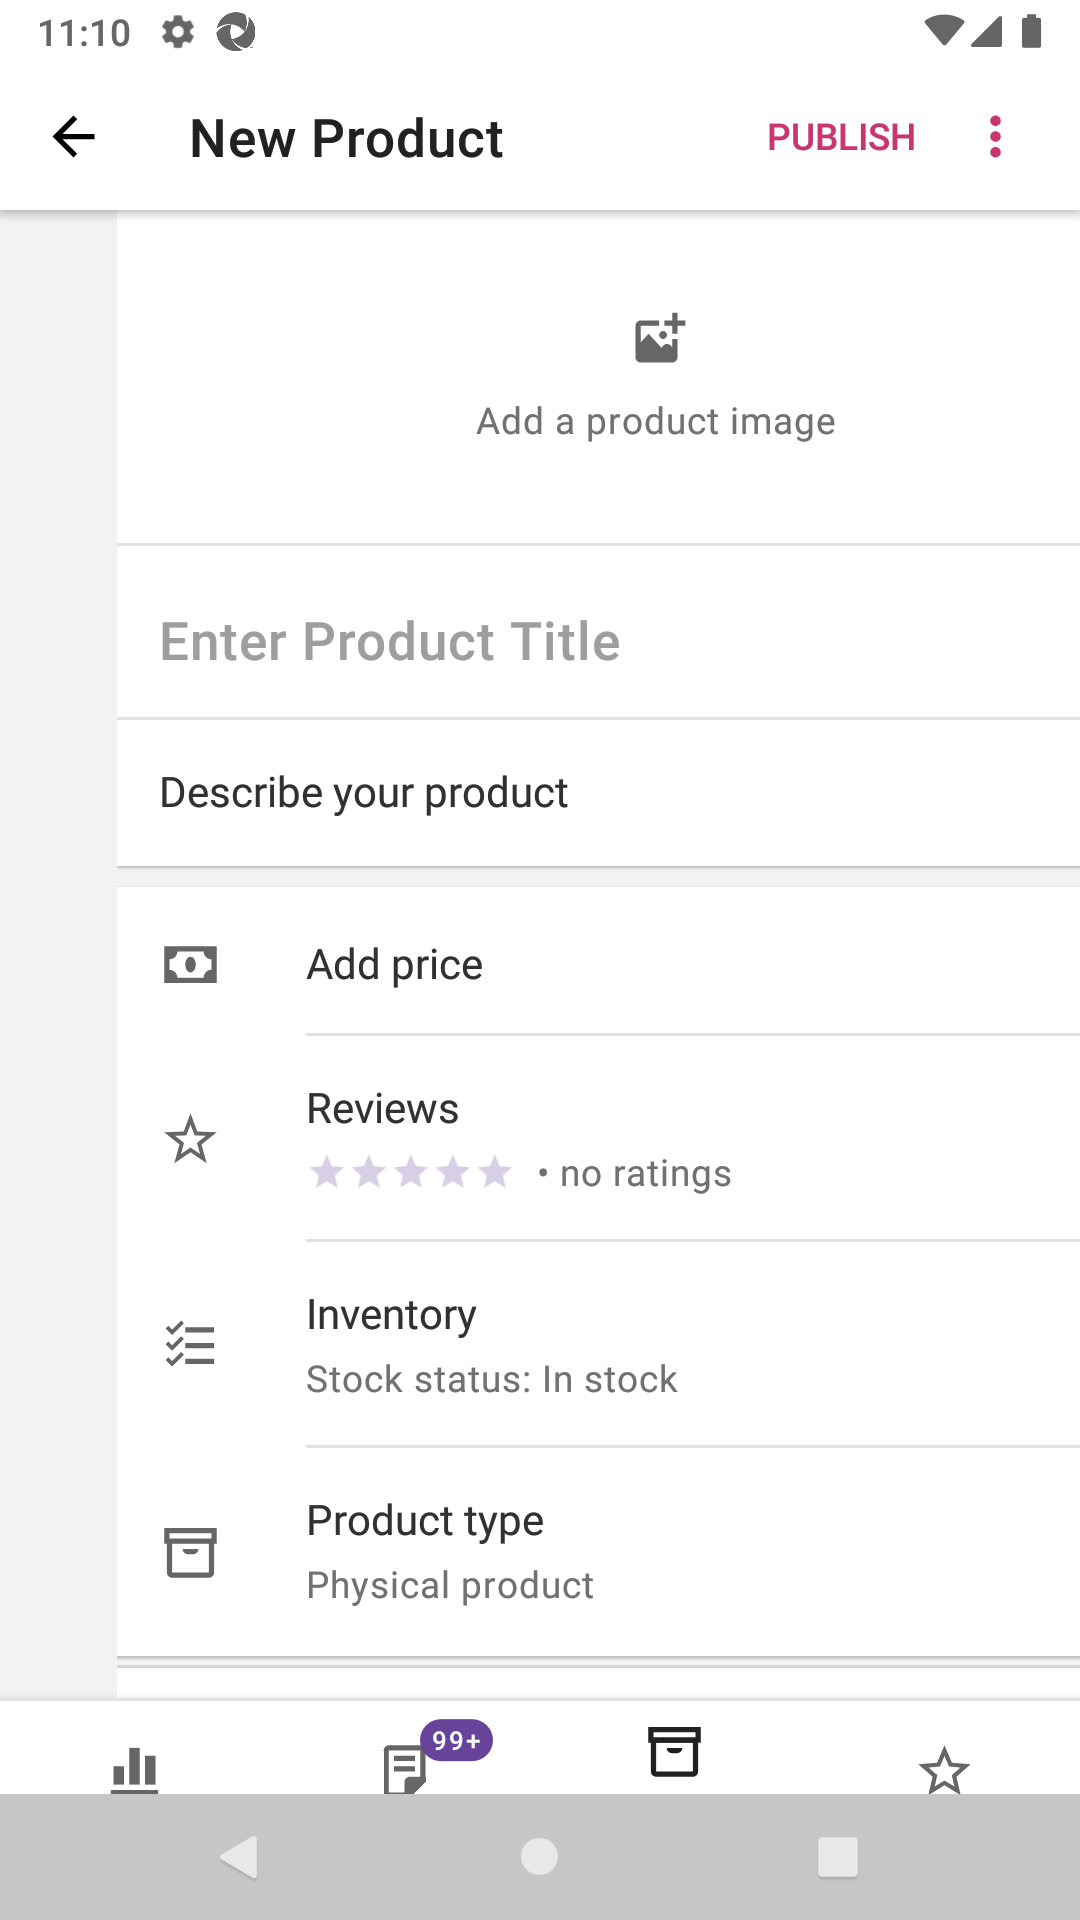 11:10
New Product
PUBLISH
Add a product image
Enter Product Title
Describe your product
Add price
Reviews
• no ratings
Inventory
Stock status: In stock
Product type
Physical product
99+